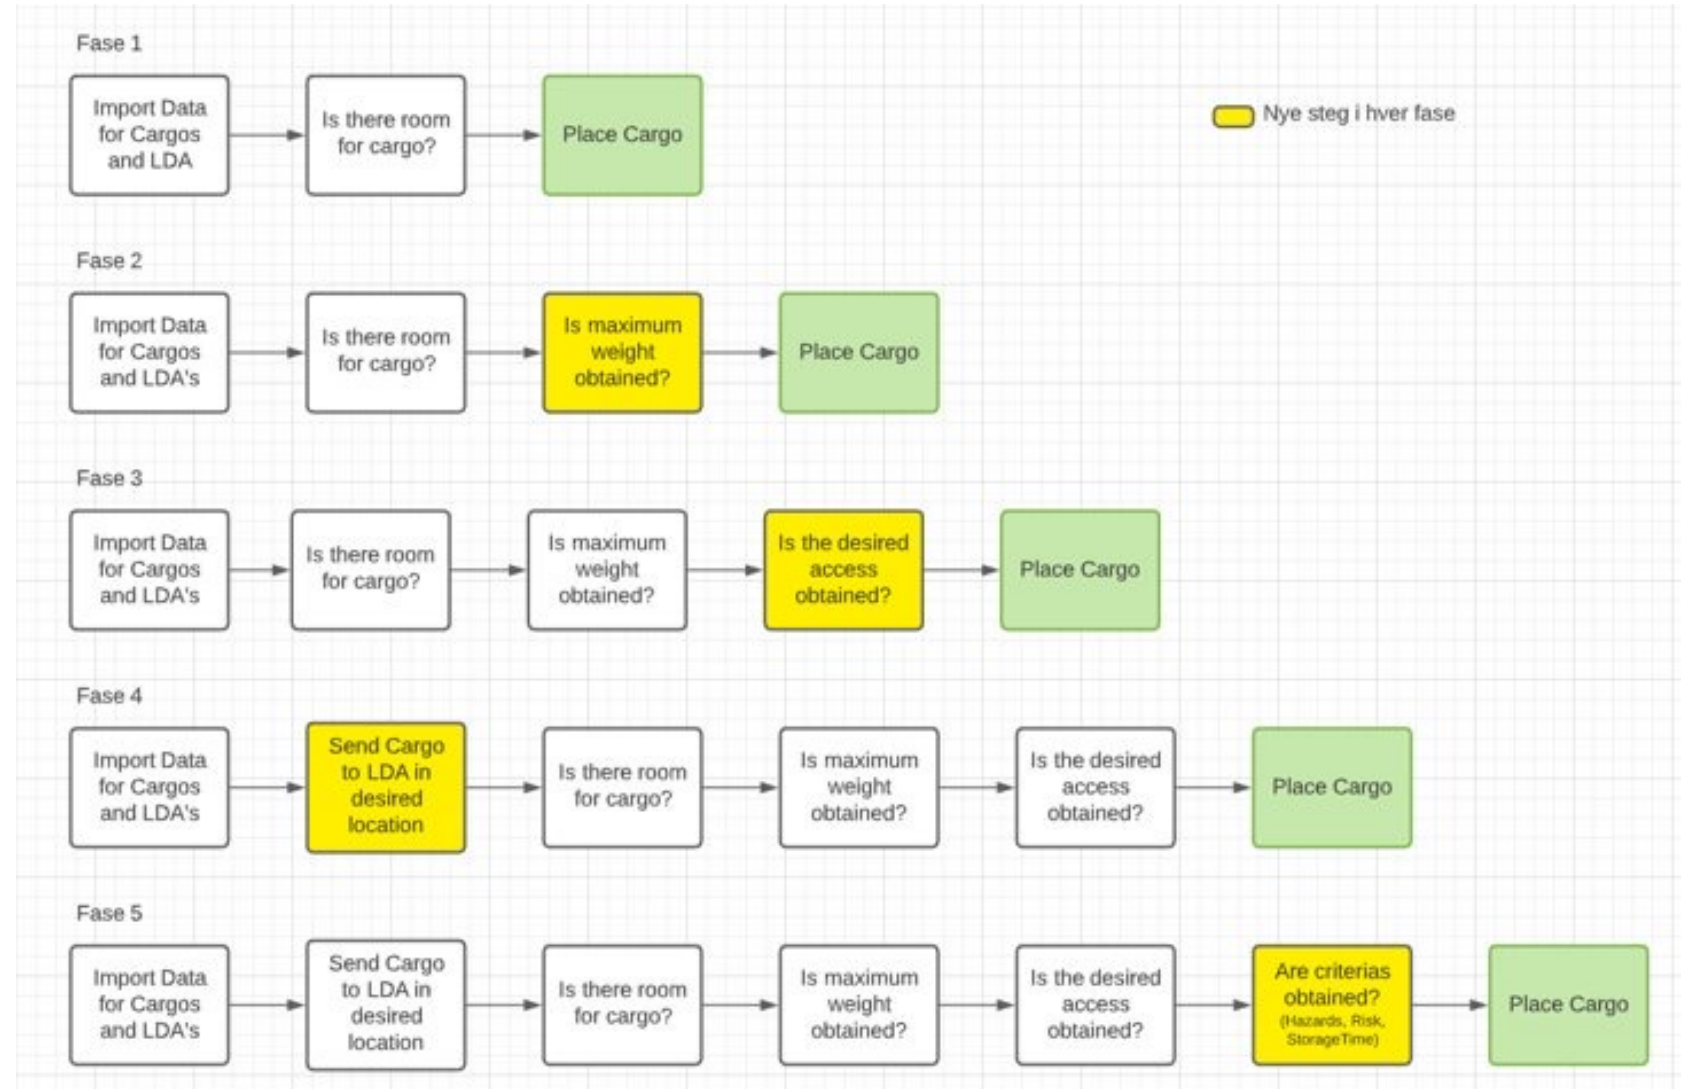 Fase 1
Import Data
for Cargos
and LDA
Is there room
for cargo?
Place Cargo
Nye steg i hver fase
Fase 2
Import Data
for Cargos
and LDA's
Is there room
for cargo?
Is maximum
weight
obtained?
Place Cargo
Fase 3
Import Data
for Cargos
and LDA's
Is there room
for cargo?
Is maximum
weight
obtained?
Is the desired
access
obtained?
Place Cargo
Fase 4
Import Data
for Cargos
and LDA's
Send Cargo
to LDA in
desired
location
Is there room
for cargo?
Is maximum
weight
obtained?
Is the desired
access
obtained?
Place Cargo
Fase 5
Import Data
for Cargos
and LDA's
Send Cargo
to LDA in
desired
location
Is there room
for cargo?
Is maximum
weight
obtained?
Is the desired
access
obtained?
Are criterias
obtained?
(Hazards, Risk,
StorageTime)
Place Cargo